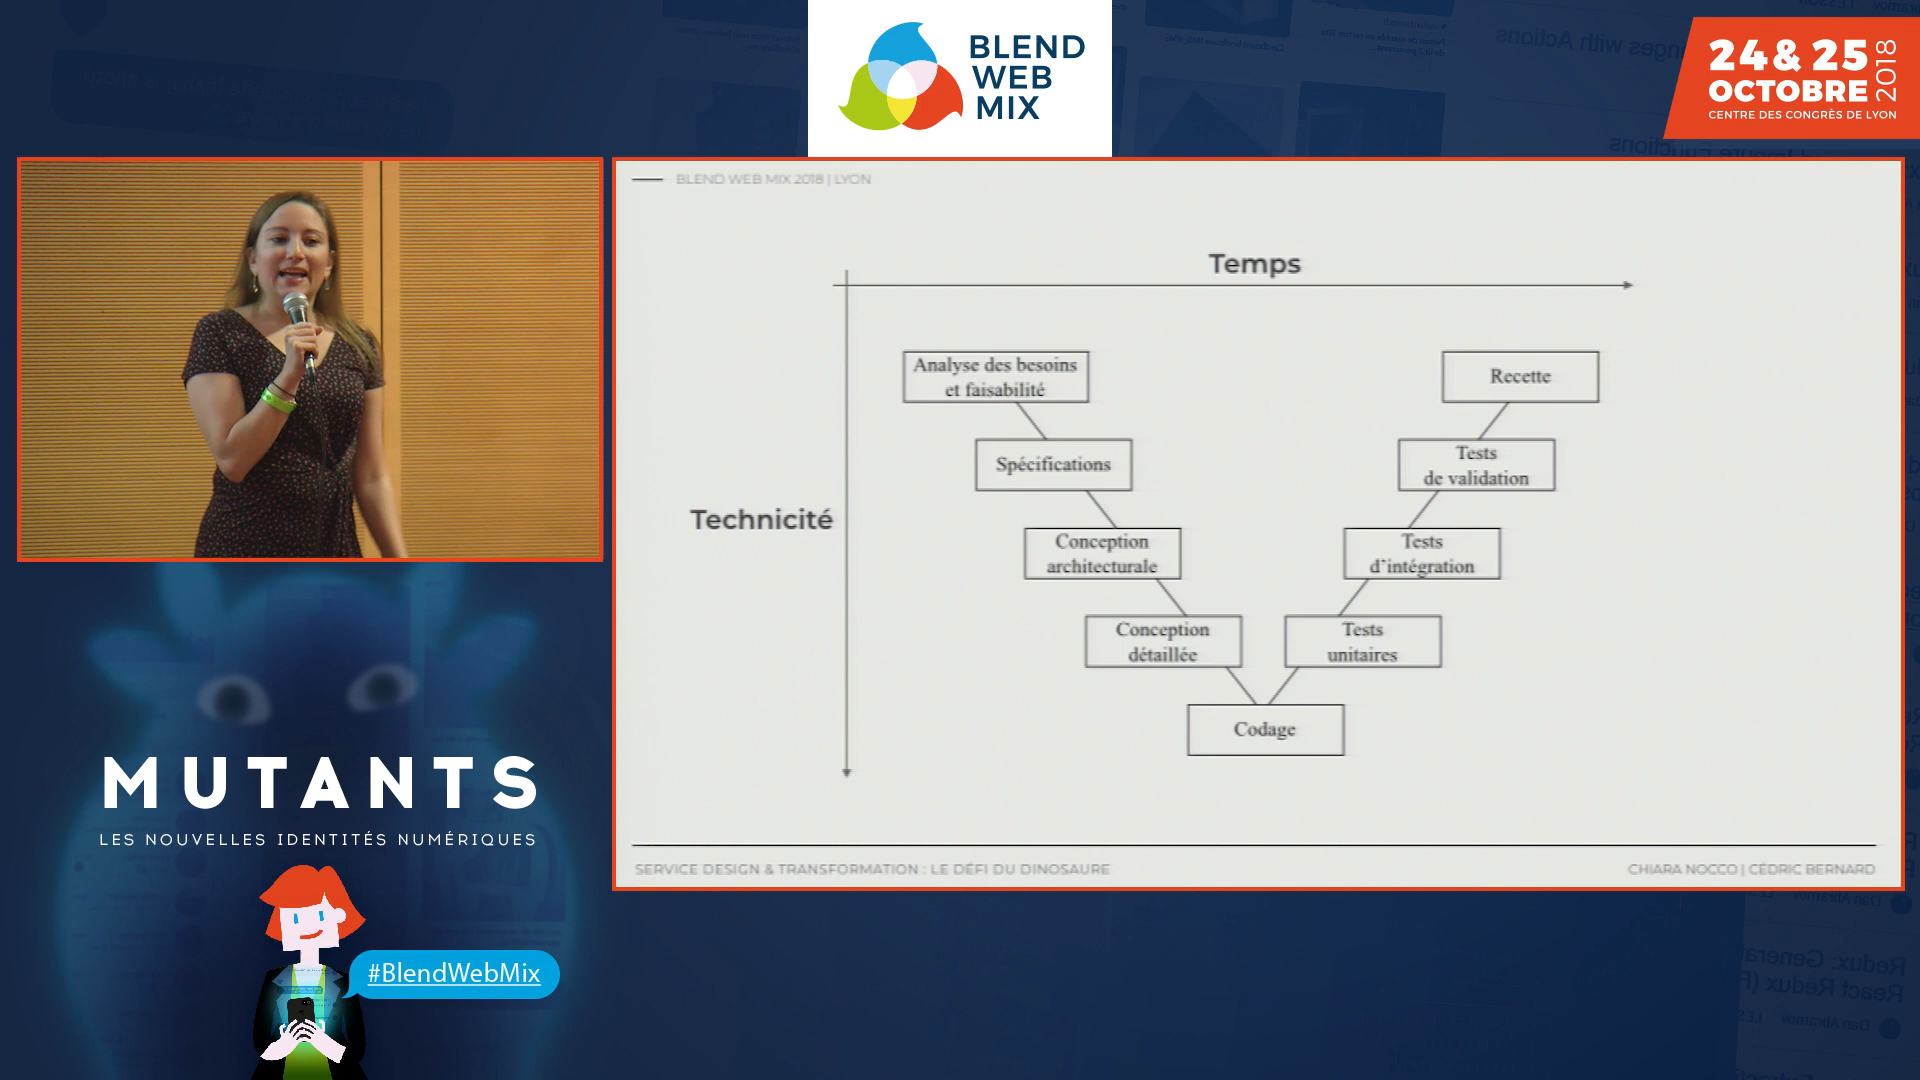 BLEND
WEB
MIX
24 & 25
OCTOBRE
2018
CENTRE DES CONGRÈS DE LYON
BLEND WEB MIX 2018 | LYON
Temps
Technicité
Analyse des besoins
et faisabilité
Spécifications
Conception
architecturale
Conception
détaillée
Codage
Tests
unitaires
Tests
d'intégration
Tests
de validation
Recette
SERVICE DESIGN & TRANSFORMATION : LE DÉFI DU DINOSAURE
CHIARA NOCCO | CÉDRIC BERNARD
MUTANTS
LES NOUVELLES IDENTITÉS NUMÉRIQUES
#BlendWebMix